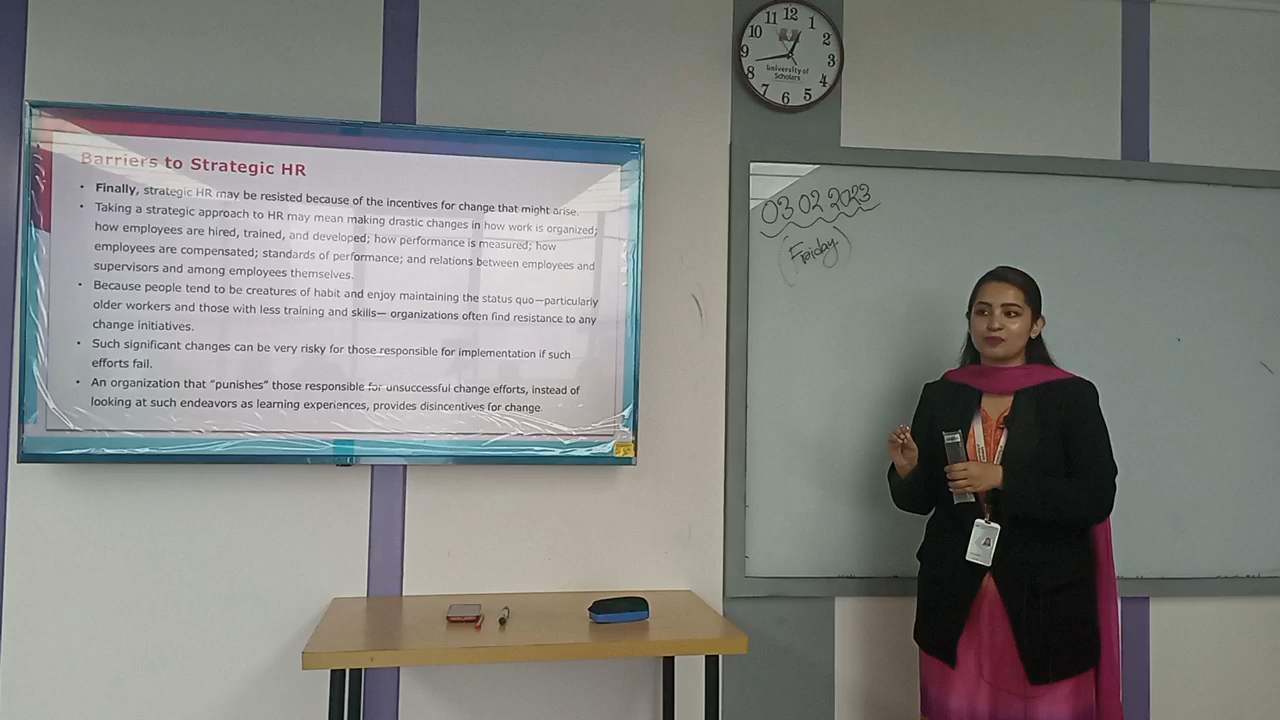 Barriers to Strategic HR
• Finally, strategic HR may be resisted because of the incentives for change that might arise.
• Taking a strategic approach to HR may mean making drastic changes in how work is organized;
how employees are hired, trained, and developed; how performance is measured; how
employees are compensated; standards of performance; and relations between employees and
supervisors and among employees themselves.
• Because people tend to be creatures of habit and enjoy maintaining the status quo—particularly
older workers and those with less training and skills— organizations often find resistance to any
change initiatives.
• Such significant changes can be very risky for those responsible for implementation if such
efforts fail.
• An organization that “punishes” those responsible for unsuccessful change efforts, instead of
looking at such endeavors as learning experiences, provides disincentives for change.
12
1
2
3
4
5
6
7
8
9
10
11
University of
Scholars
03 02 2023
(Friday)